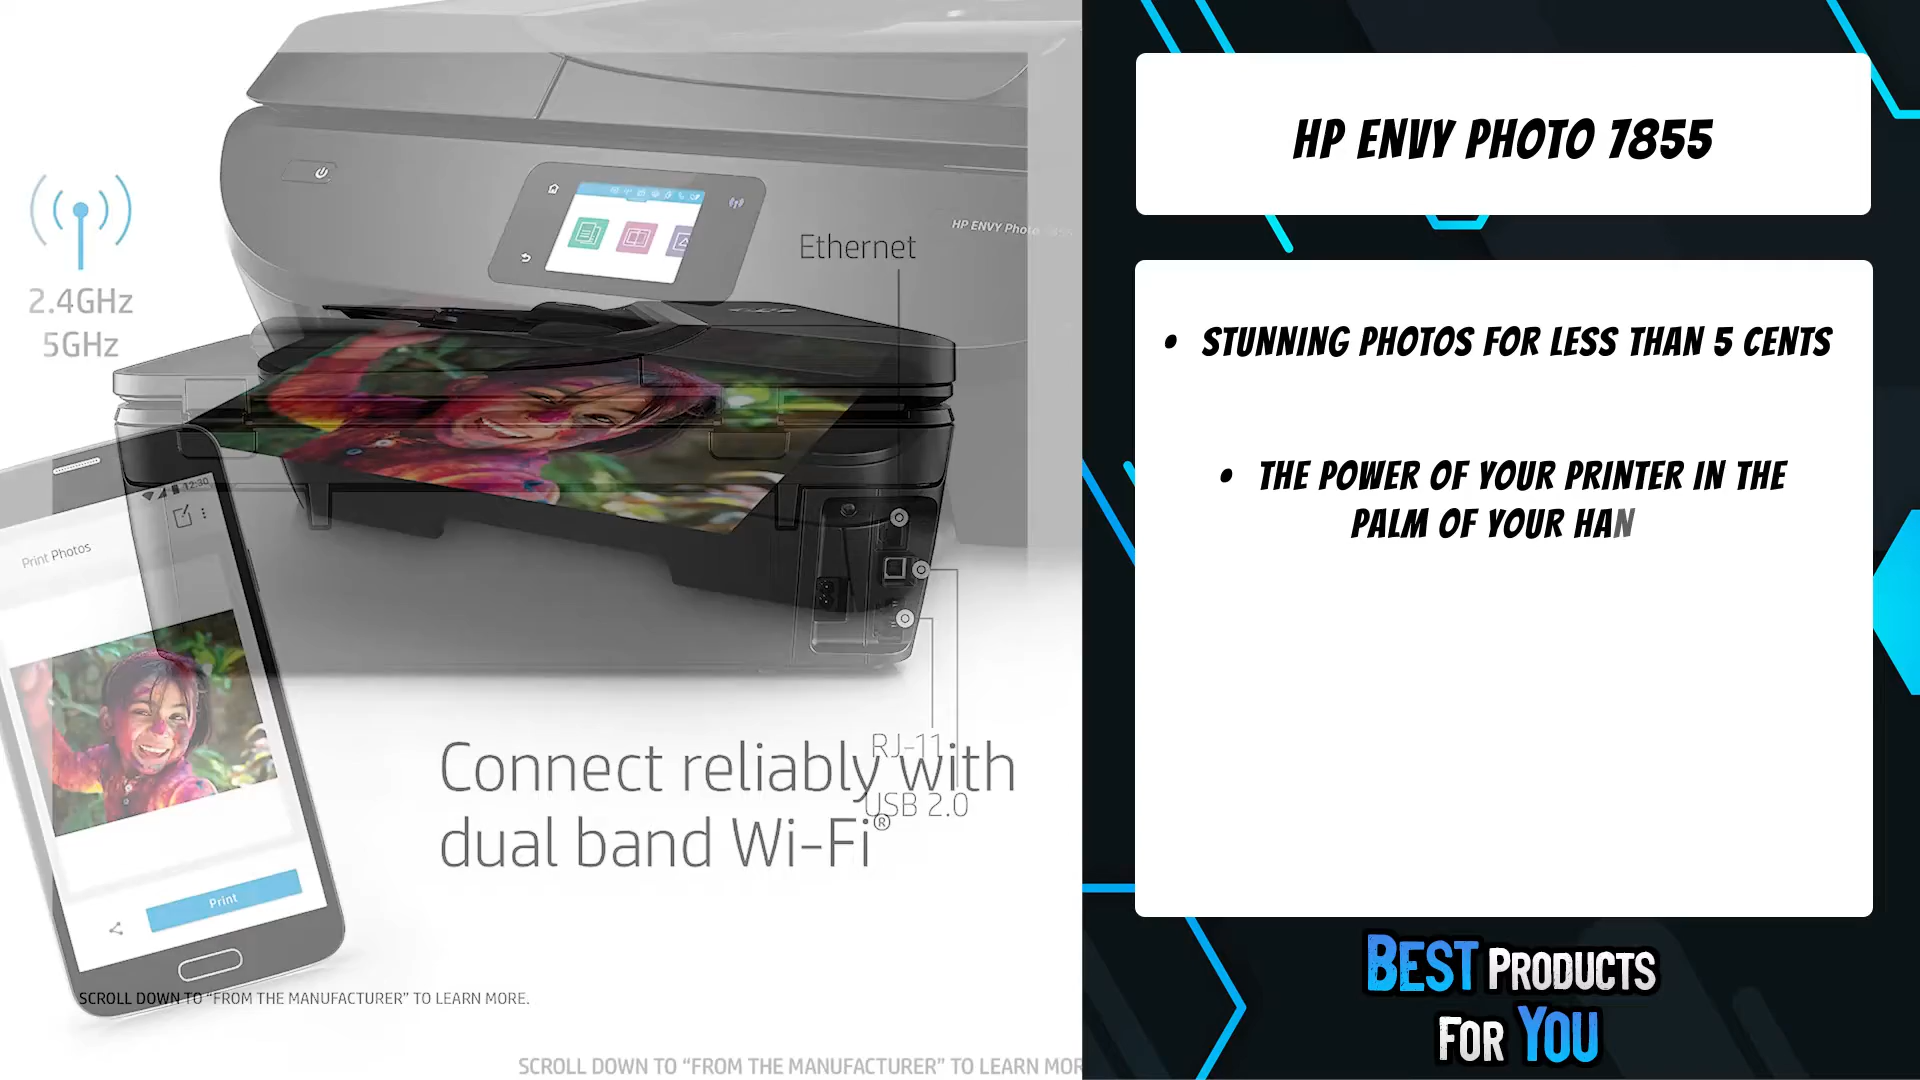 2.4GHz
5GHz
HP ENVY Photo 7855
Ethernet
12:30
Print Photos
Print
RJ-11
USB 2.0
Connect reliably with
dual band Wi-Fi®
SCROLL DOWN TO “FROM THE MANUFACTURER” TO LEARN MORE.
SCROLL DOWN TO “FROM THE MANUFACTURER” TO LEARN MOR
HP ENVY PHOTO 7855
• STUNNING PHOTOS FOR LESS THAN 5 CENTS
• THE POWER OF YOUR PRINTER IN THE
PALM OF YOUR HAN
BEST PRODUCTS
FOR YOU